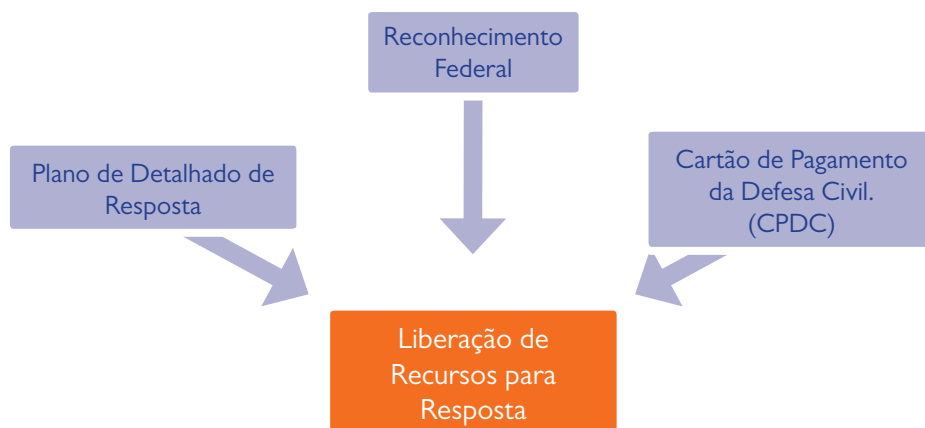 Reconhecimento
Federal
Plano de Detalhado de
Resposta
Cartão de Pagamento
da Defesa Civil.
(CPDC)
Liberação de
Recursos para
Resposta